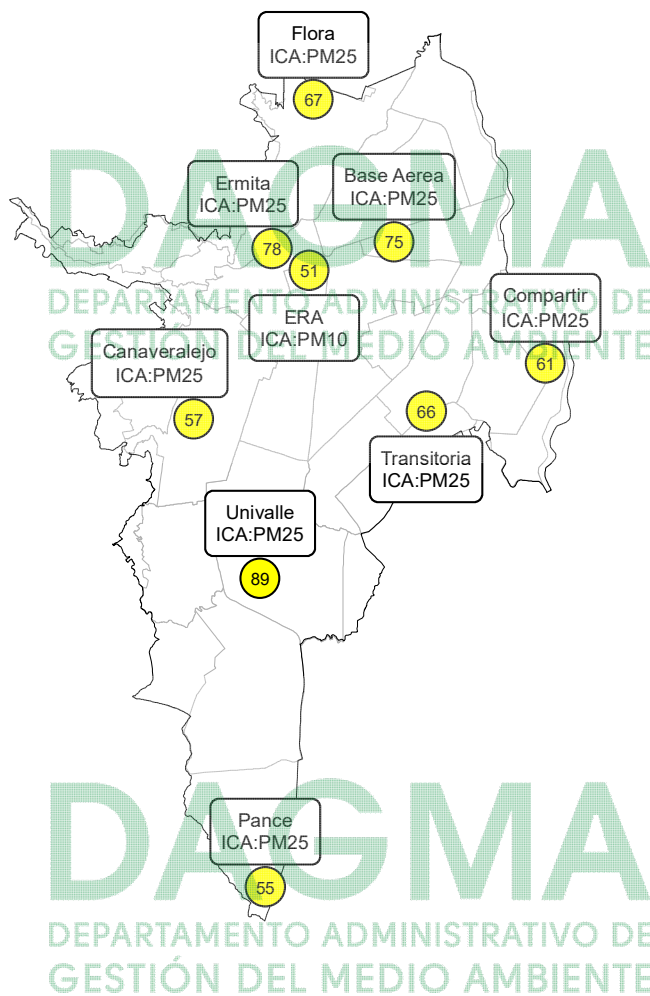 Flora
ICA:PM25
67
DAGMA
DEPARTAMENTO ADMINISTRATIVO DE
GESTIÓN DEL MEDIO AMBIENTE
Ermita
ICA:PM25
78
Base Aerea
ICA:PM25
75
51
ERA
ICA:PM10
Compartir
ICA:PM25
61
Canaveralejo
ICA:PM25
57
66
Transitoria
ICA:PM25
Univalle
ICA:PM25
89
DAGMA
DEPARTAMENTO ADMINISTRATIVO DE
GESTIÓN DEL MEDIO AMBIENTE
Pance
ICA:PM25
55